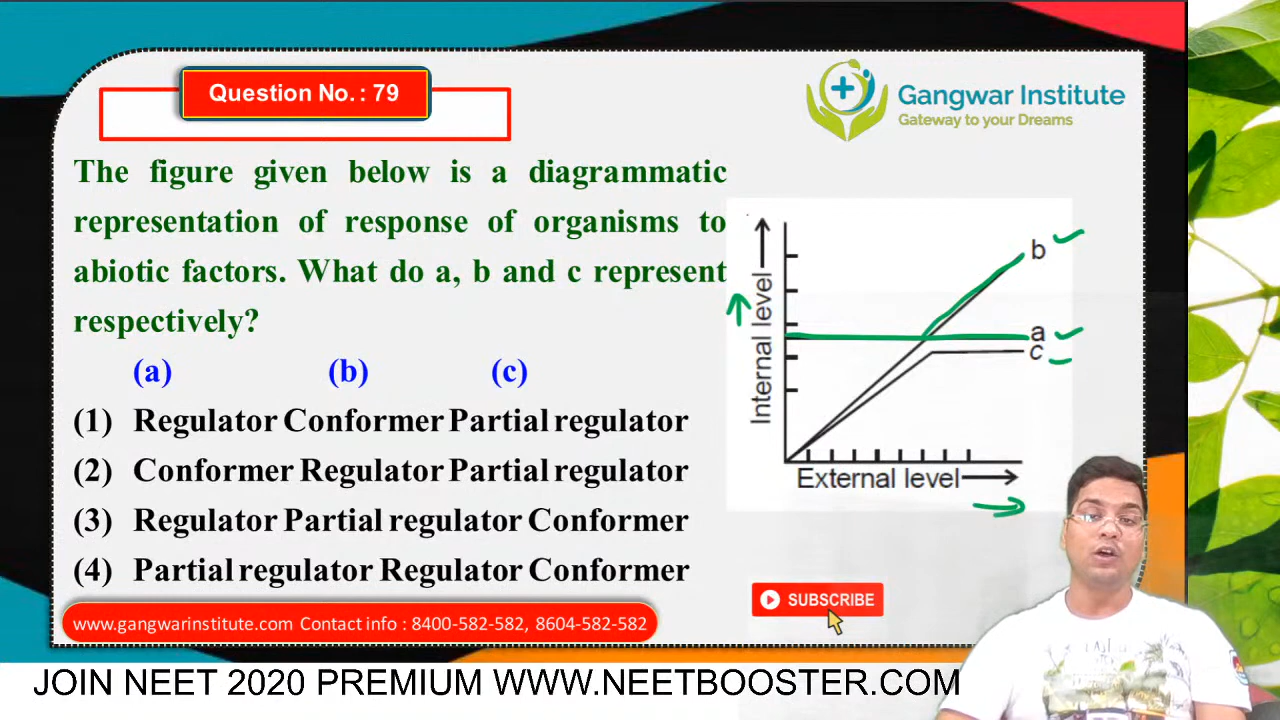 Question No. : 79
Gangwar Institute
Gateway to your Dreams
The figure given below is a diagrammatic
representation of response of organisms to
abiotic factors. What do a, b and c represent
respectively?
(a) (b) (c)
(1) Regulator Conformer Partial regulator
(2) Conformer Regulator Partial regulator
(3) Regulator Partial regulator Conformer
(4) Partial regulator Regulator Conformer
Internal level
b
a
c
External level
SUBSCRIBE
www.gangwarinstitute.com Contact info : 8400-582-582, 8604-582-582
JOIN NEET 2020 PREMIUM WWW.NEETBOOSTER.COM